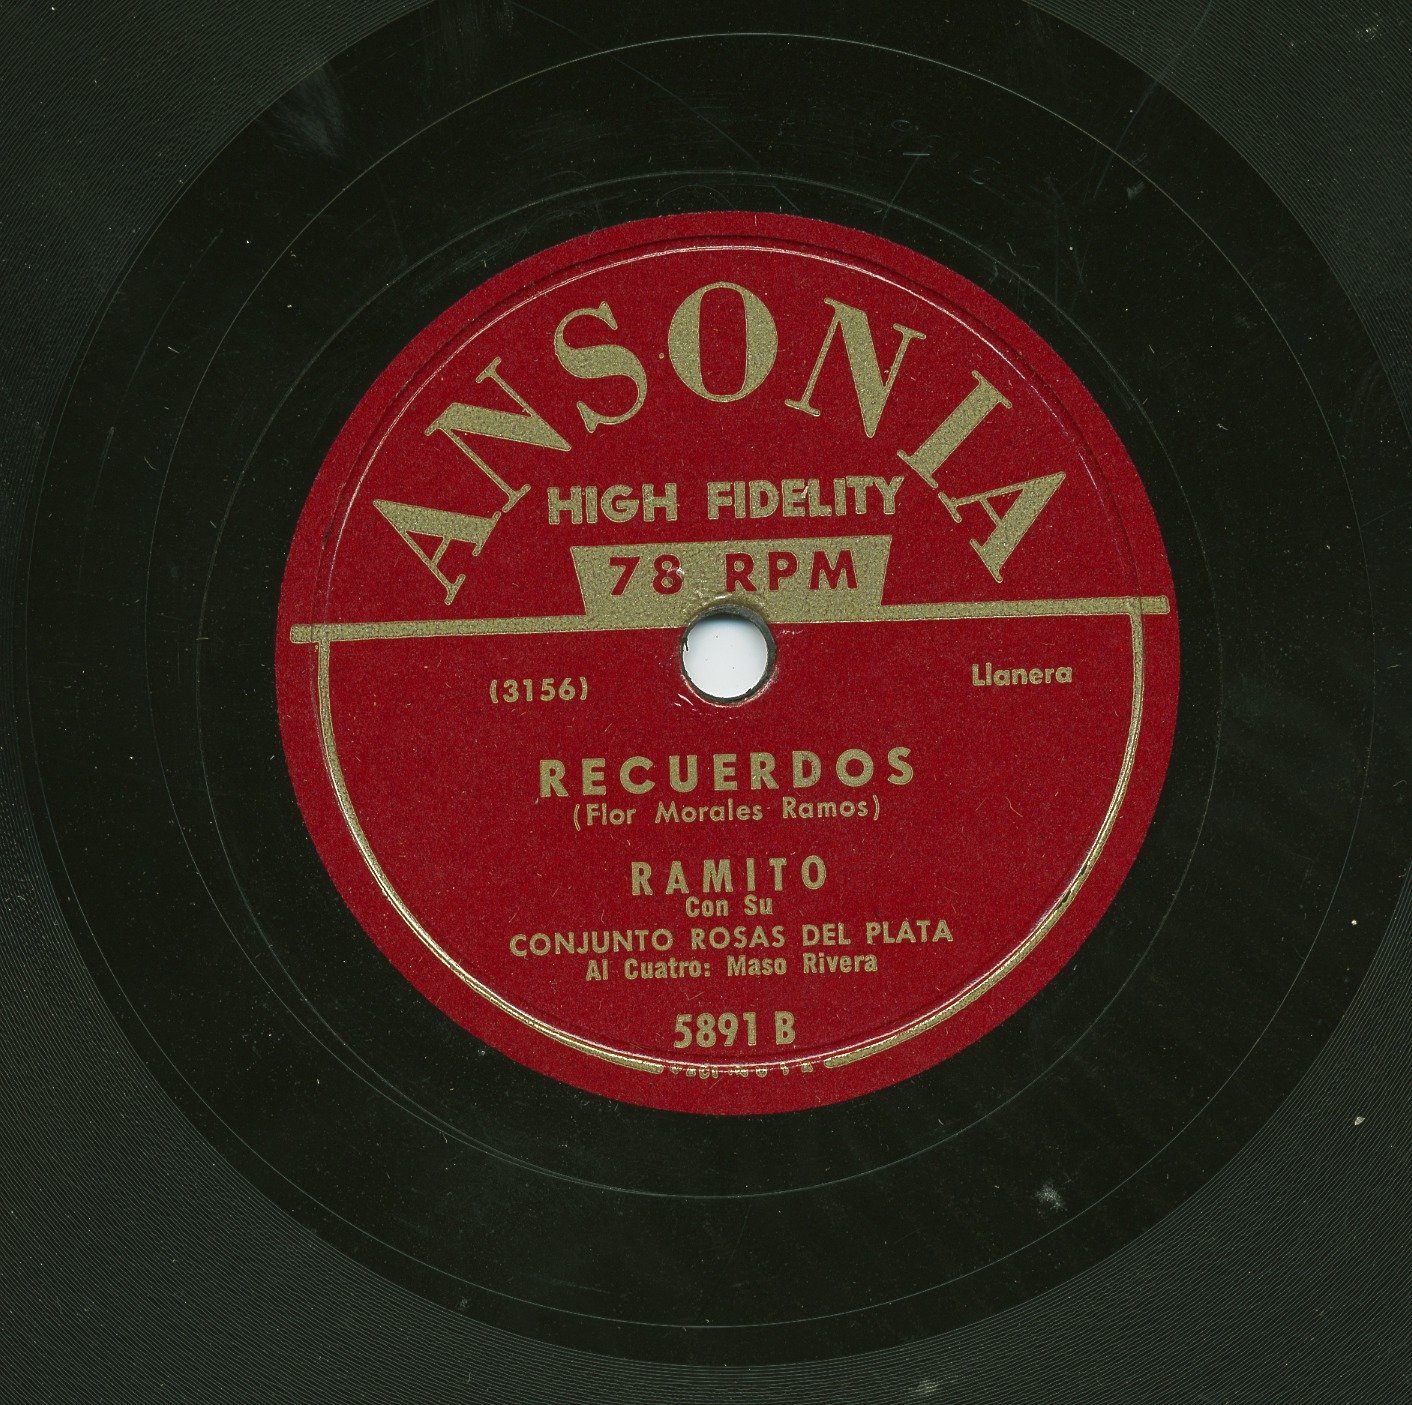 ANSONIA
HIGH FIDELITY
78 RPM
(3156) Llanera
RECUERDOS
(Flor Morales Ramos)
RAMITO
Con Su
CONJUNTO ROSAS DEL PLATA
Al Cuatro: Maso Rivera
5891 B